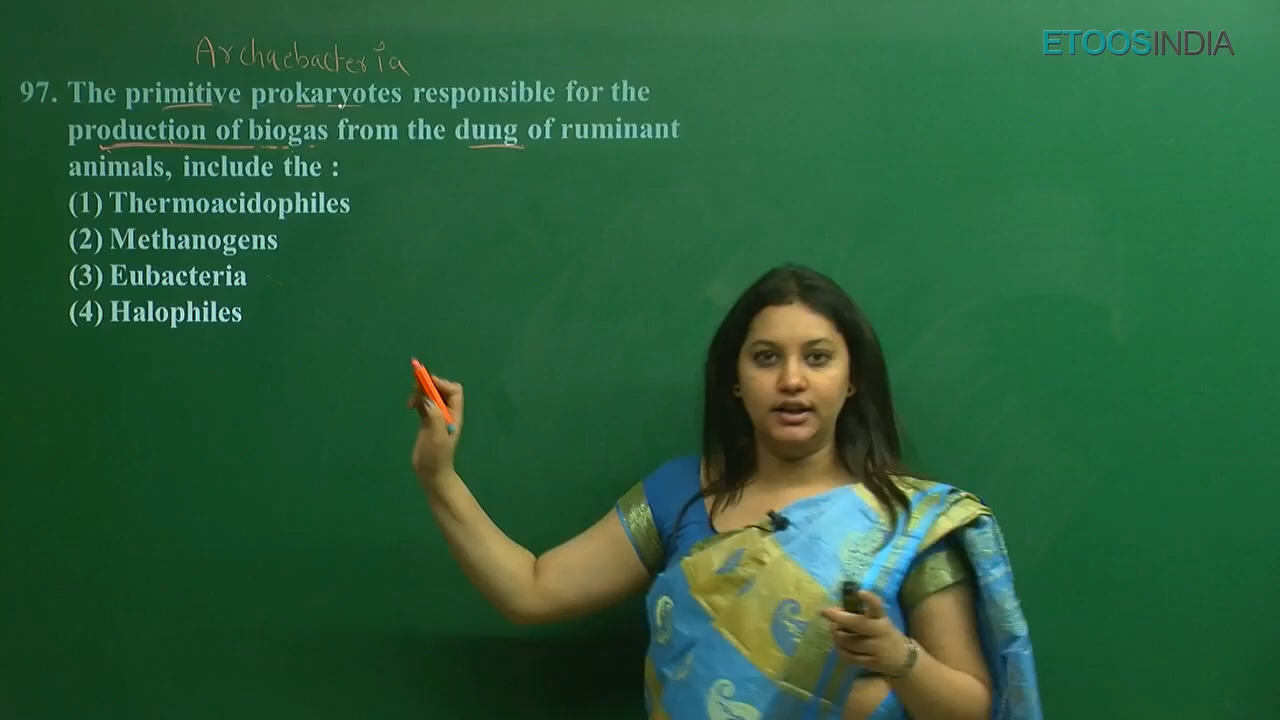 ETOOSINDIA
Archaebacteria
97. The primitive prokaryotes responsible for the
production of biogas from the dung of ruminant
animals, include the :
(1) Thermoacidophiles
(2) Methanogens
(3) Eubacteria
(4) Halophiles